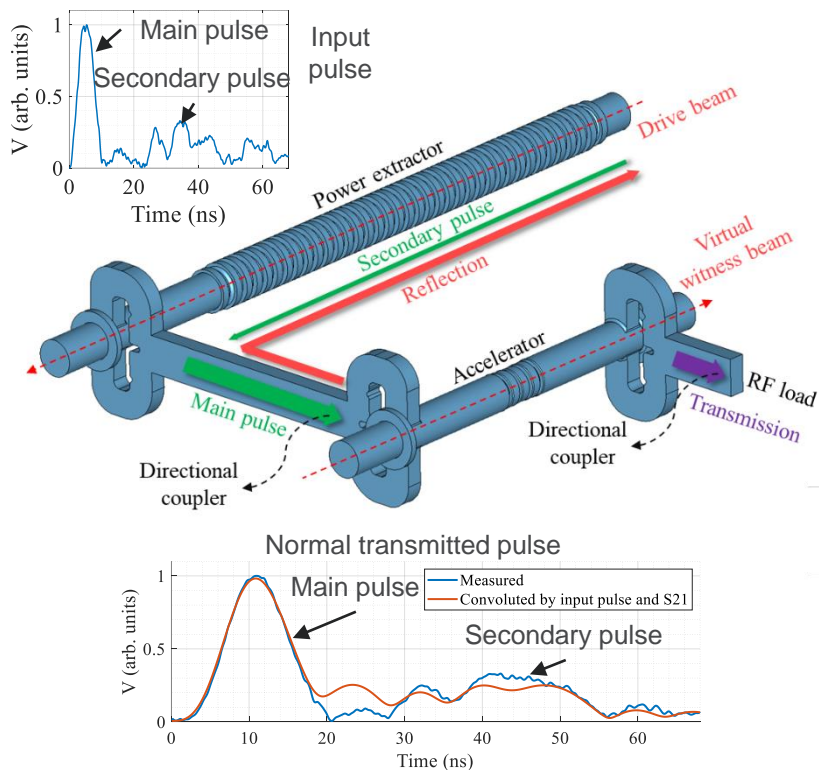 Main pulse
Secondary pulse
Input
pulse
V (arb. units)
1
0.5
0
0
20
40
60
Time (ns)
Power extractor
Drive beam
Secondary pulse
Reflection
Virtual
witness beam
Accelerator
Main pulse
RF load
Transmission
Directional
coupler
Directional
coupler
Normal transmitted pulse
Main pulse
Measured
Convoluted by input pulse and S21
Secondary pulse
V (arb. units)
1
0.5
0
0
10
20
30
40
50
60
Time (ns)